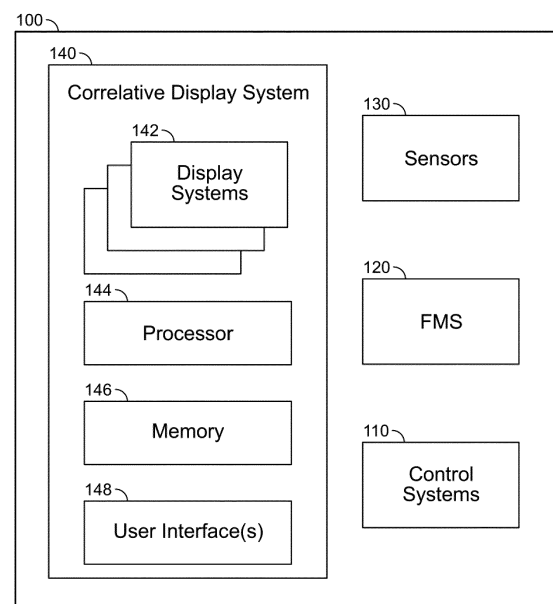 100
140
Correlative Display System
142
Display
Systems
144
Processor
146
Memory
148
User Interface(s)
130
Sensors
120
FMS
110
Control
Systems